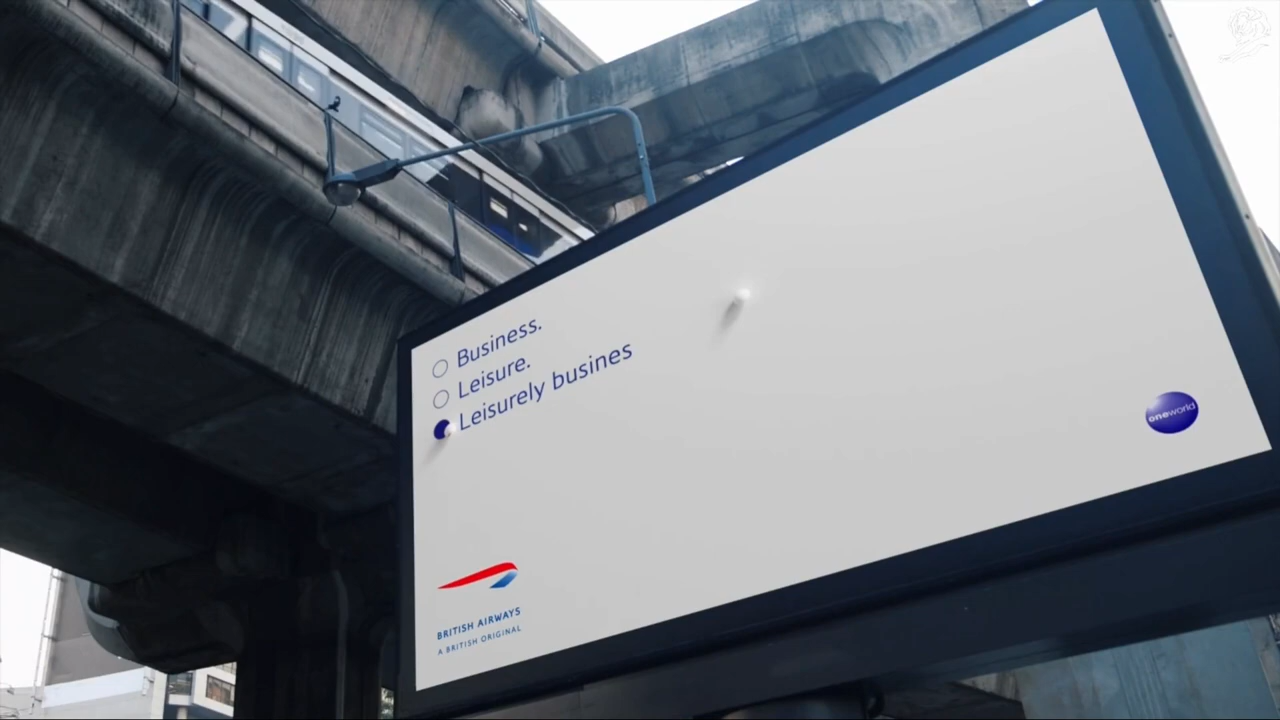 Business.
Leisure.
Leisurely busines
oneworld
BRITISH AIRWAYS
A BRITISH ORIGINAL